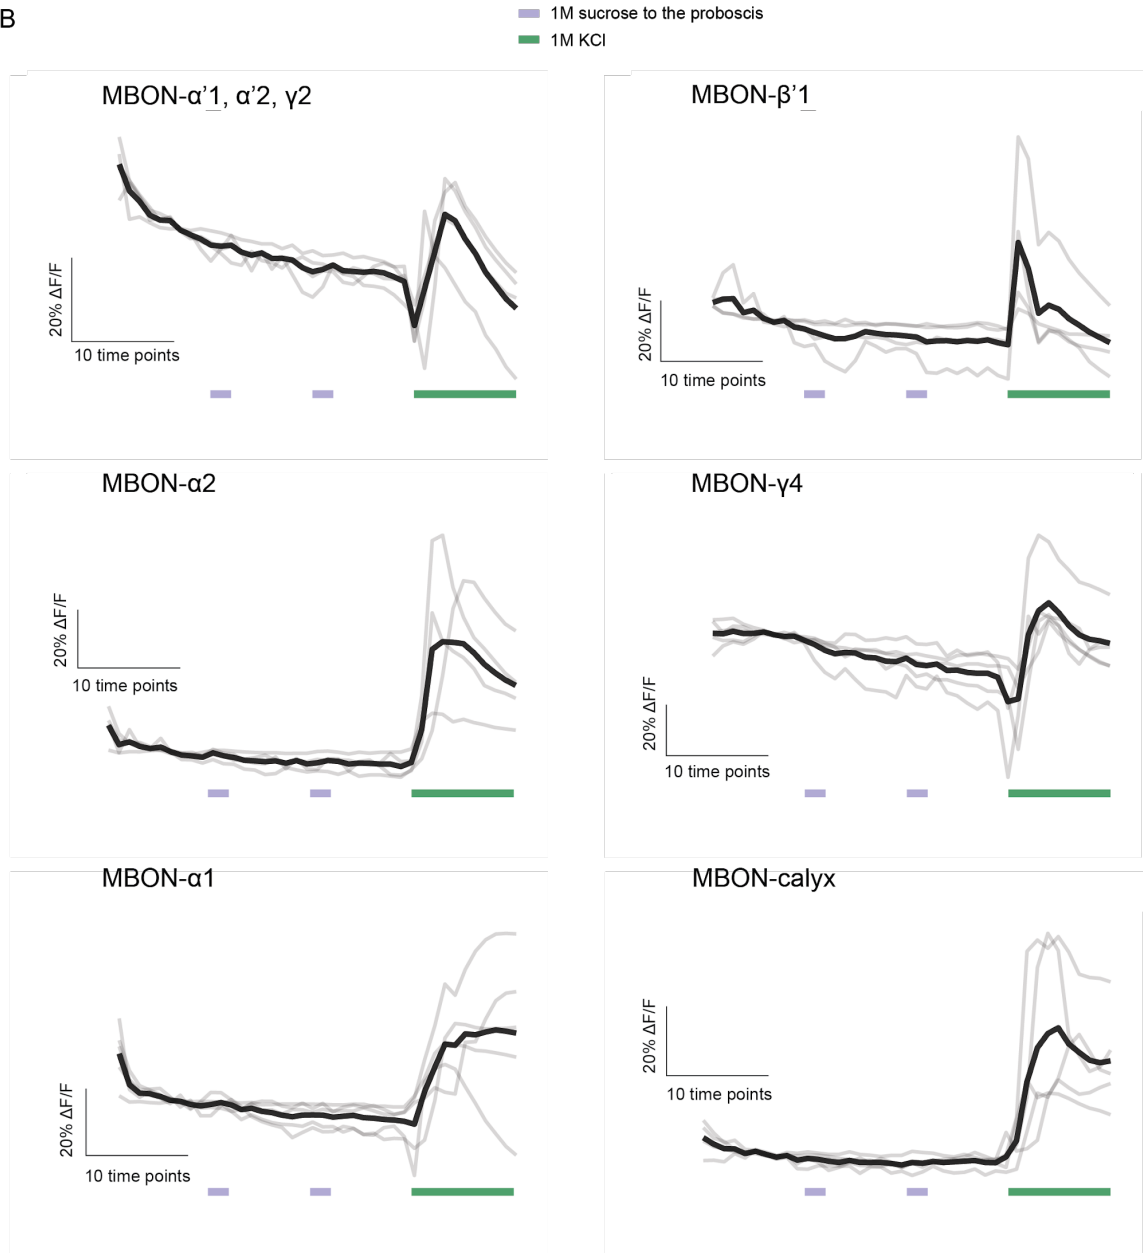 B
1M sucrose to the proboscis
1M KCl
MBON-α’1, α’2, γ2
20% ΔF/F
10 time points
MBON-β’1
20% ΔF/F
10 time points
MBON-α2
20% ΔF/F
10 time points
MBON-γ4
20% ΔF/F
10 time points
MBON-α1
20% ΔF/F
10 time points
MBON-calyx
20% ΔF/F
10 time points